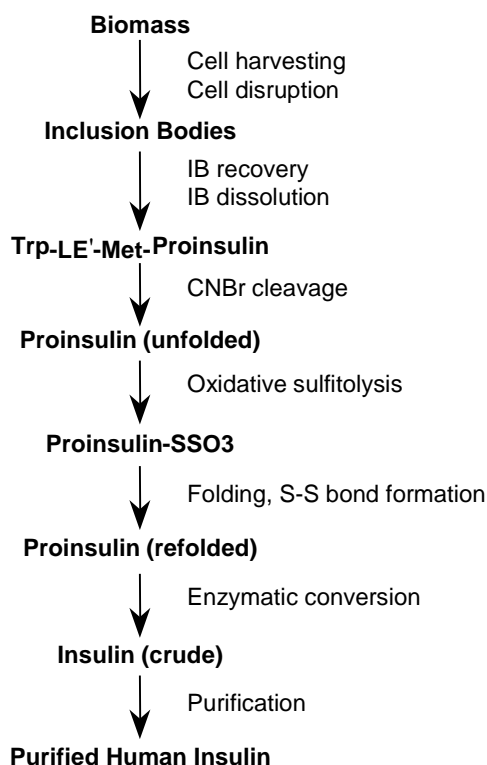 Biomass
Cell harvesting
Cell disruption
Inclusion Bodies
IB recovery
IB dissolution
Trp-LE'-Met-Proinsulin
CNBr cleavage
Proinsulin (unfolded)
Oxidative sulfitolysis
Proinsulin-SSO3
Folding, S-S bond formation
Proinsulin (refolded)
Enzymatic conversion
Insulin (crude)
Purification
Purified Human Insulin